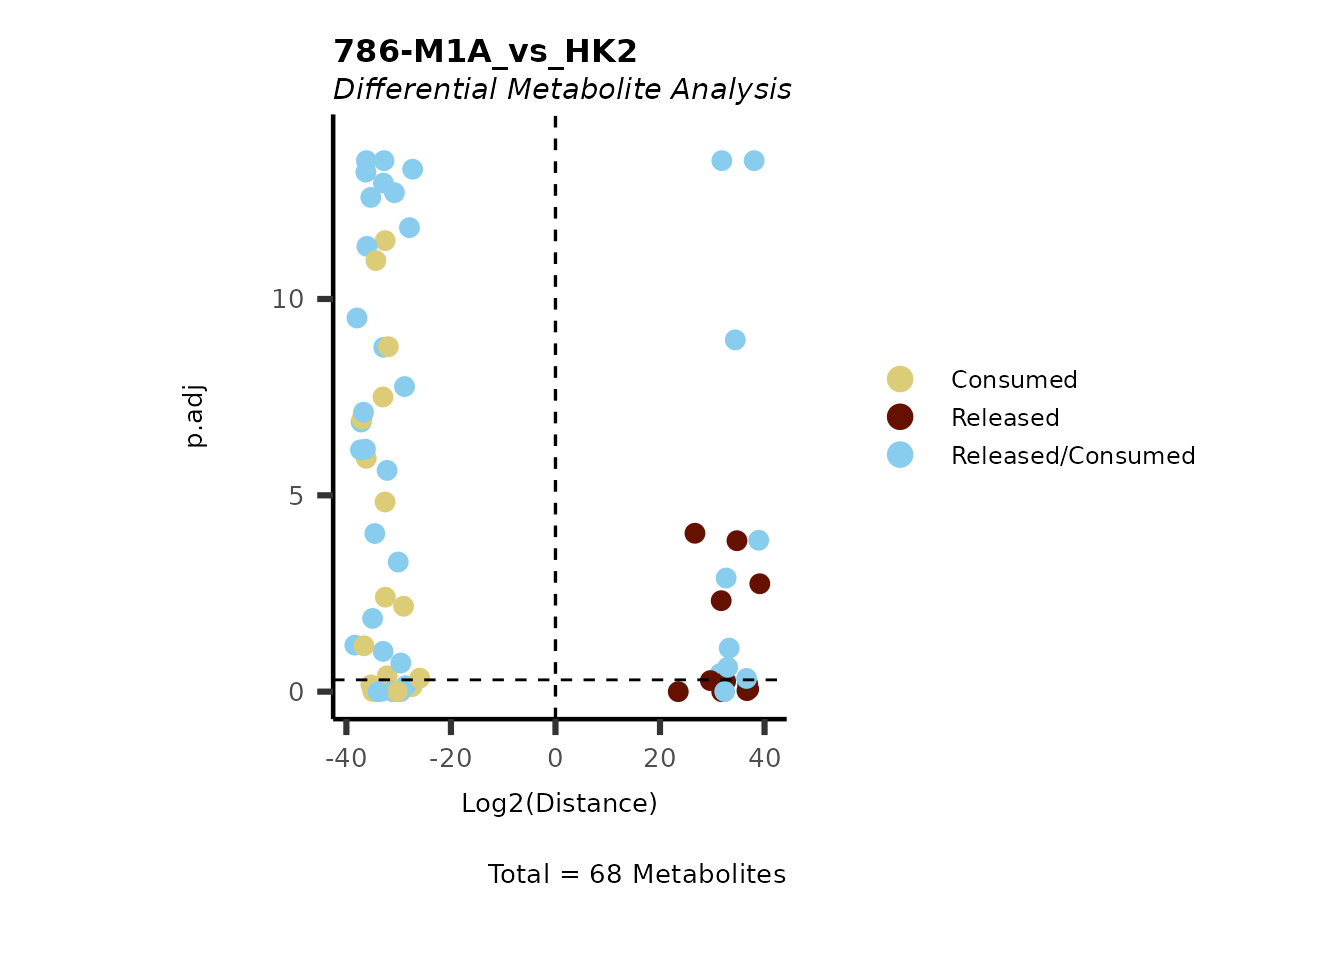 786-M1A_vs_HK2
Differential Metabolite Analysis
10
5
0
p.adj
-40 -20 0 20 40
Log2(Distance)
Consumed
Released
Released/Consumed
Total = 68 Metabolites